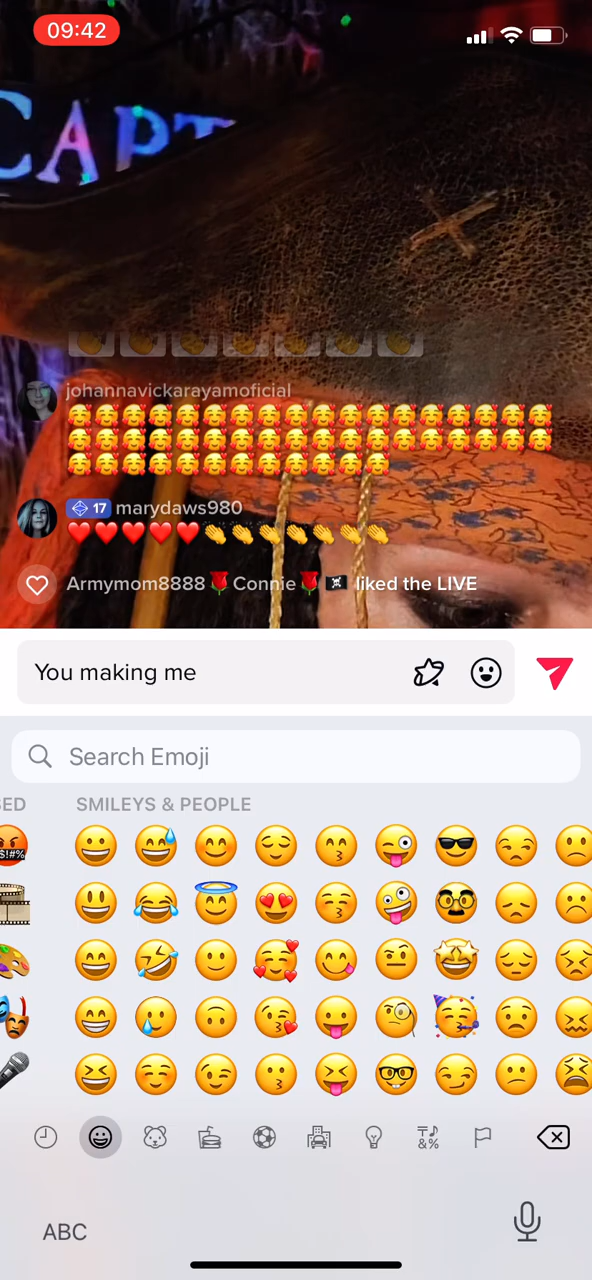 09:42
CAPT
johannavickarayamoficial
🥰🥰🥰🥰🥰🥰🥰🥰🥰🥰🥰🥰🥰🥰🥰🥰🥰🥰
🥰🥰🥰🥰🥰🥰🥰🥰🥰🥰🥰🥰🥰🥰🥰🥰🥰🥰
🥰🥰🥰🥰🥰🥰🥰🥰🥰🥰🥰🥰
17 marydaws980
❤️❤️❤️❤️❤️👏👏👏👏👏👏👏
Armymom8888🌹Connie🌹🏴‍☠️ liked the LIVE
You making me
Search Emoji
SED SMILEYS & PEOPLE
ABC